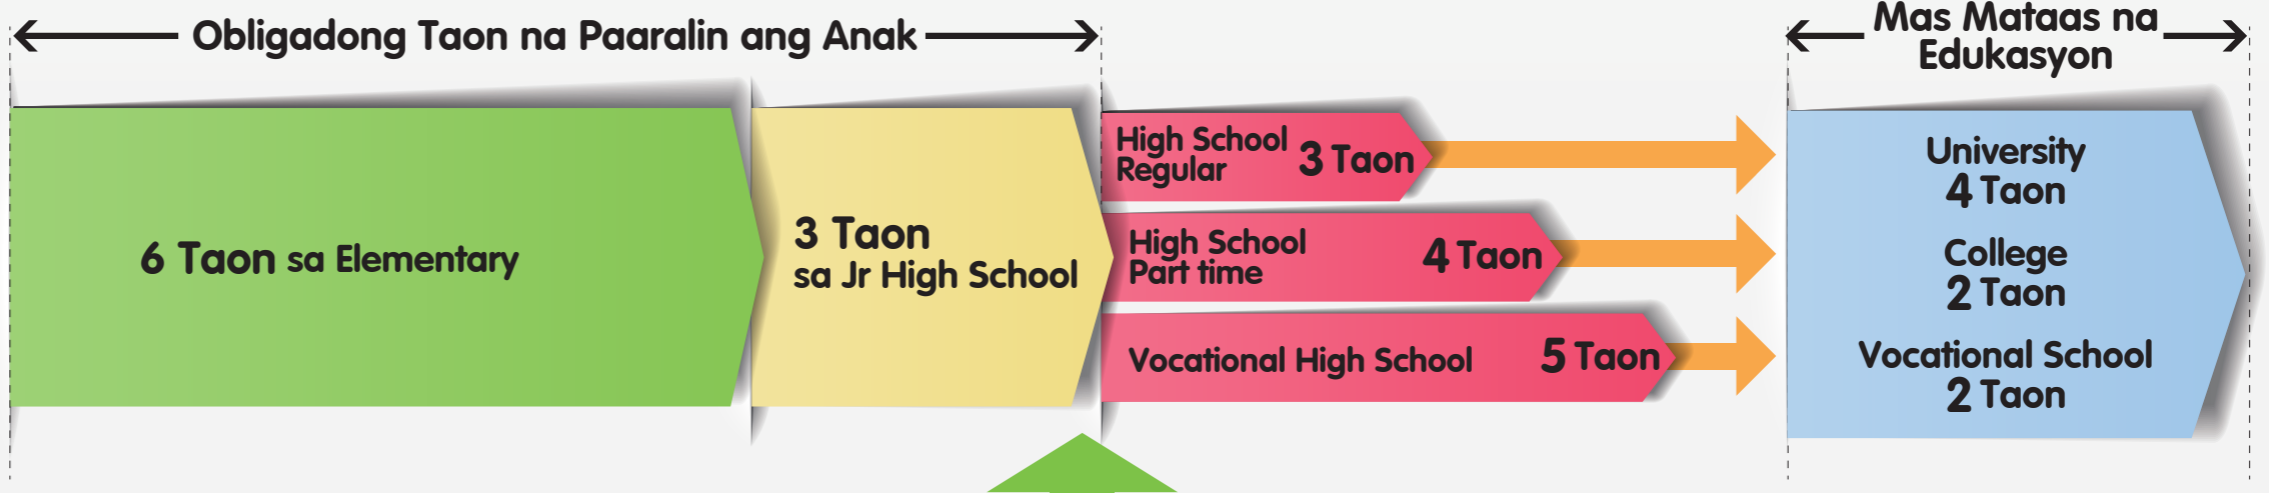 Obligadong Taon na Paaralin ang Anak
Mas Mataas na
Edukasyon
6 Taon sa Elementary
3 Taon
sa Jr High School
High School
Regular
3 Taon
High School
Part time
4 Taon
Vocational High School
5 Taon
University
4 Taon
College
2 Taon
Vocational School
2 Taon